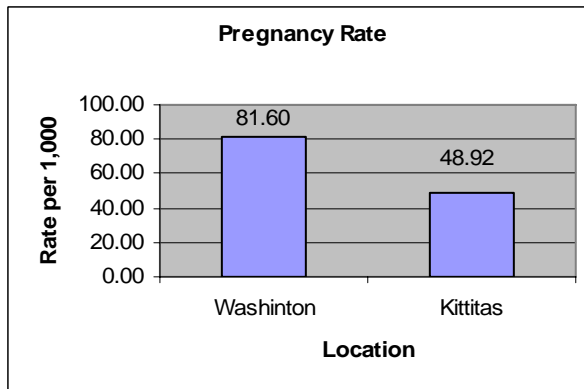 Pregnancy Rate
Rate per 1,000
100.00
80.00
60.00
40.00
20.00
0.00
81.60
48.92
Washinton
Kittitas
Location